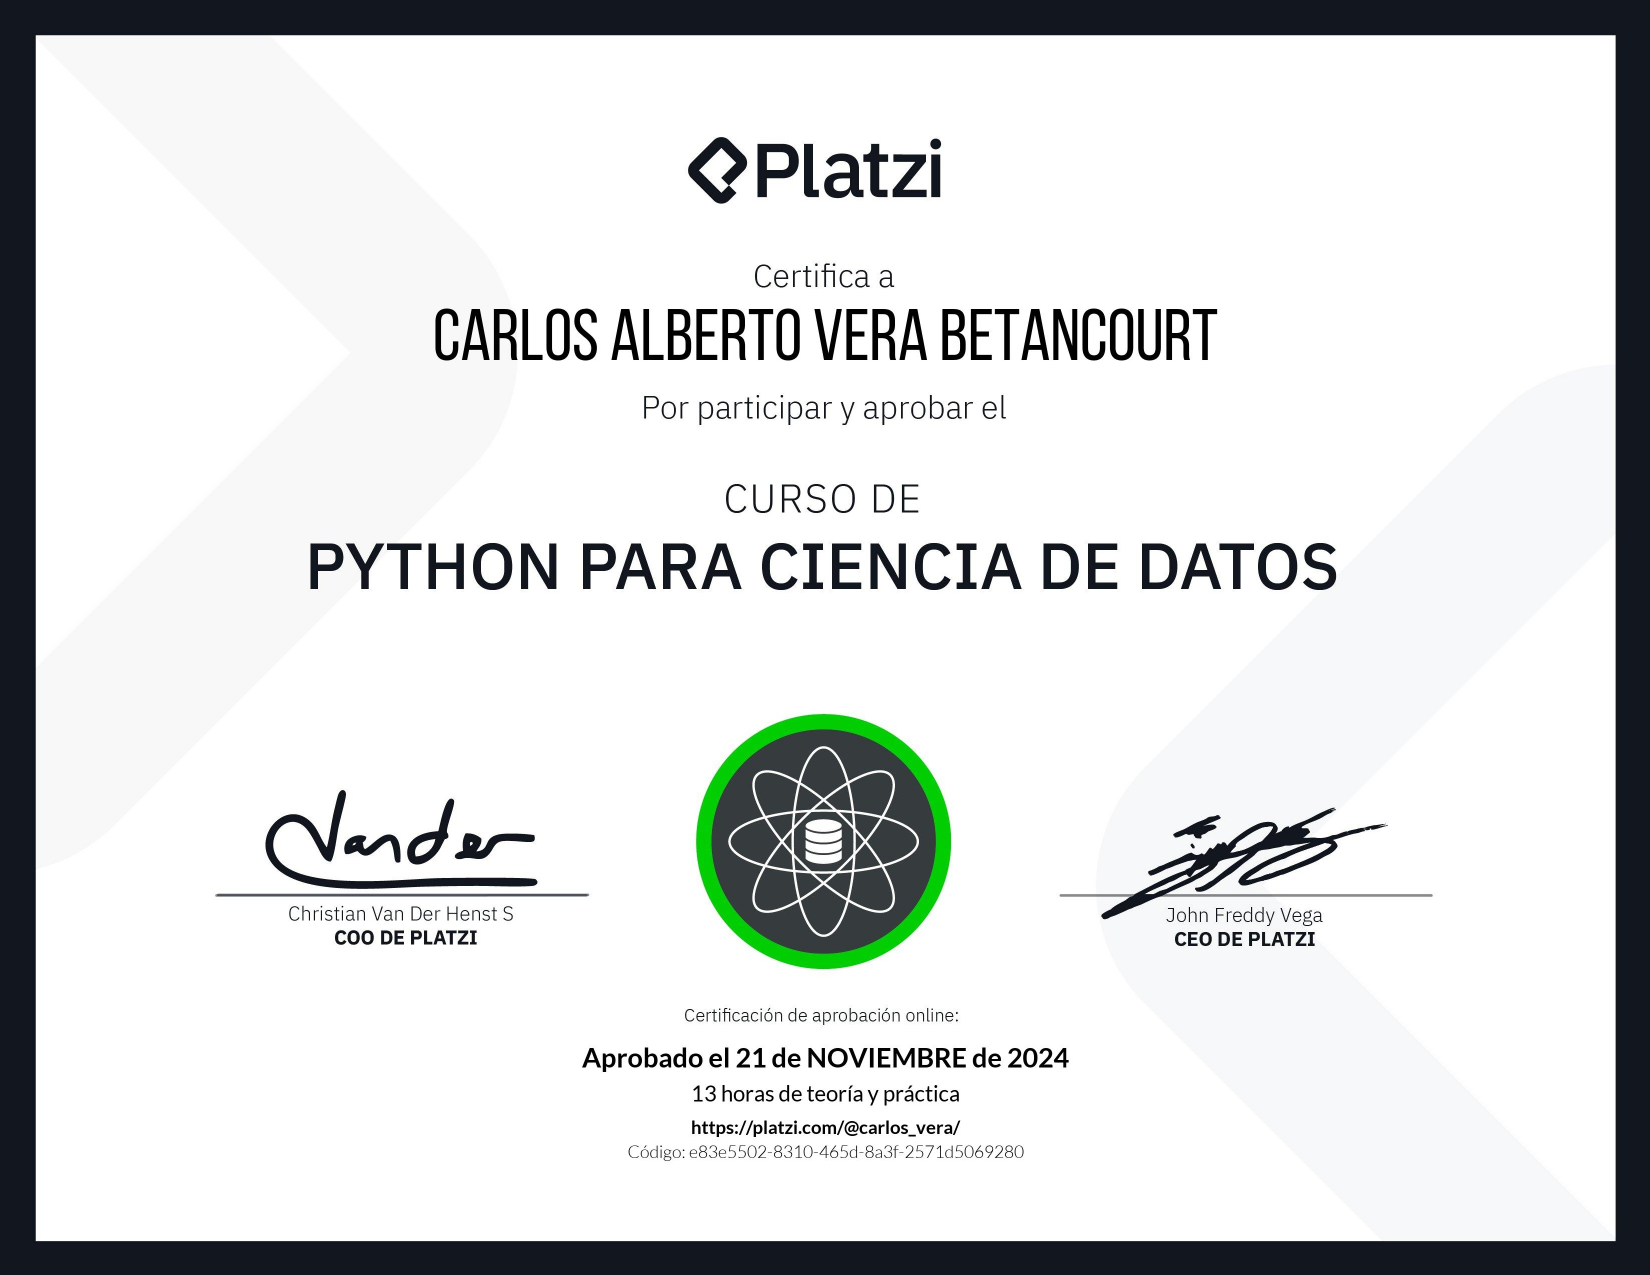 Platzi
Certifica a
CARLOS ALBERTO VERA BETANCOURT
Por participar y aprobar el
CURSO DE
PYTHON PARA CIENCIA DE DATOS
Vander
Christian Van Der Henst S
COO DE PLATZI
John Freddy Vega
CEO DE PLATZI
Certificación de aprobación online:
Aprobado el 21 de NOVIEMBRE de 2024
13 horas de teoría y práctica
https://platzi.com/@carlos_vera/
Código: e83e5502-8310-465d-8a3f-2571d5069280